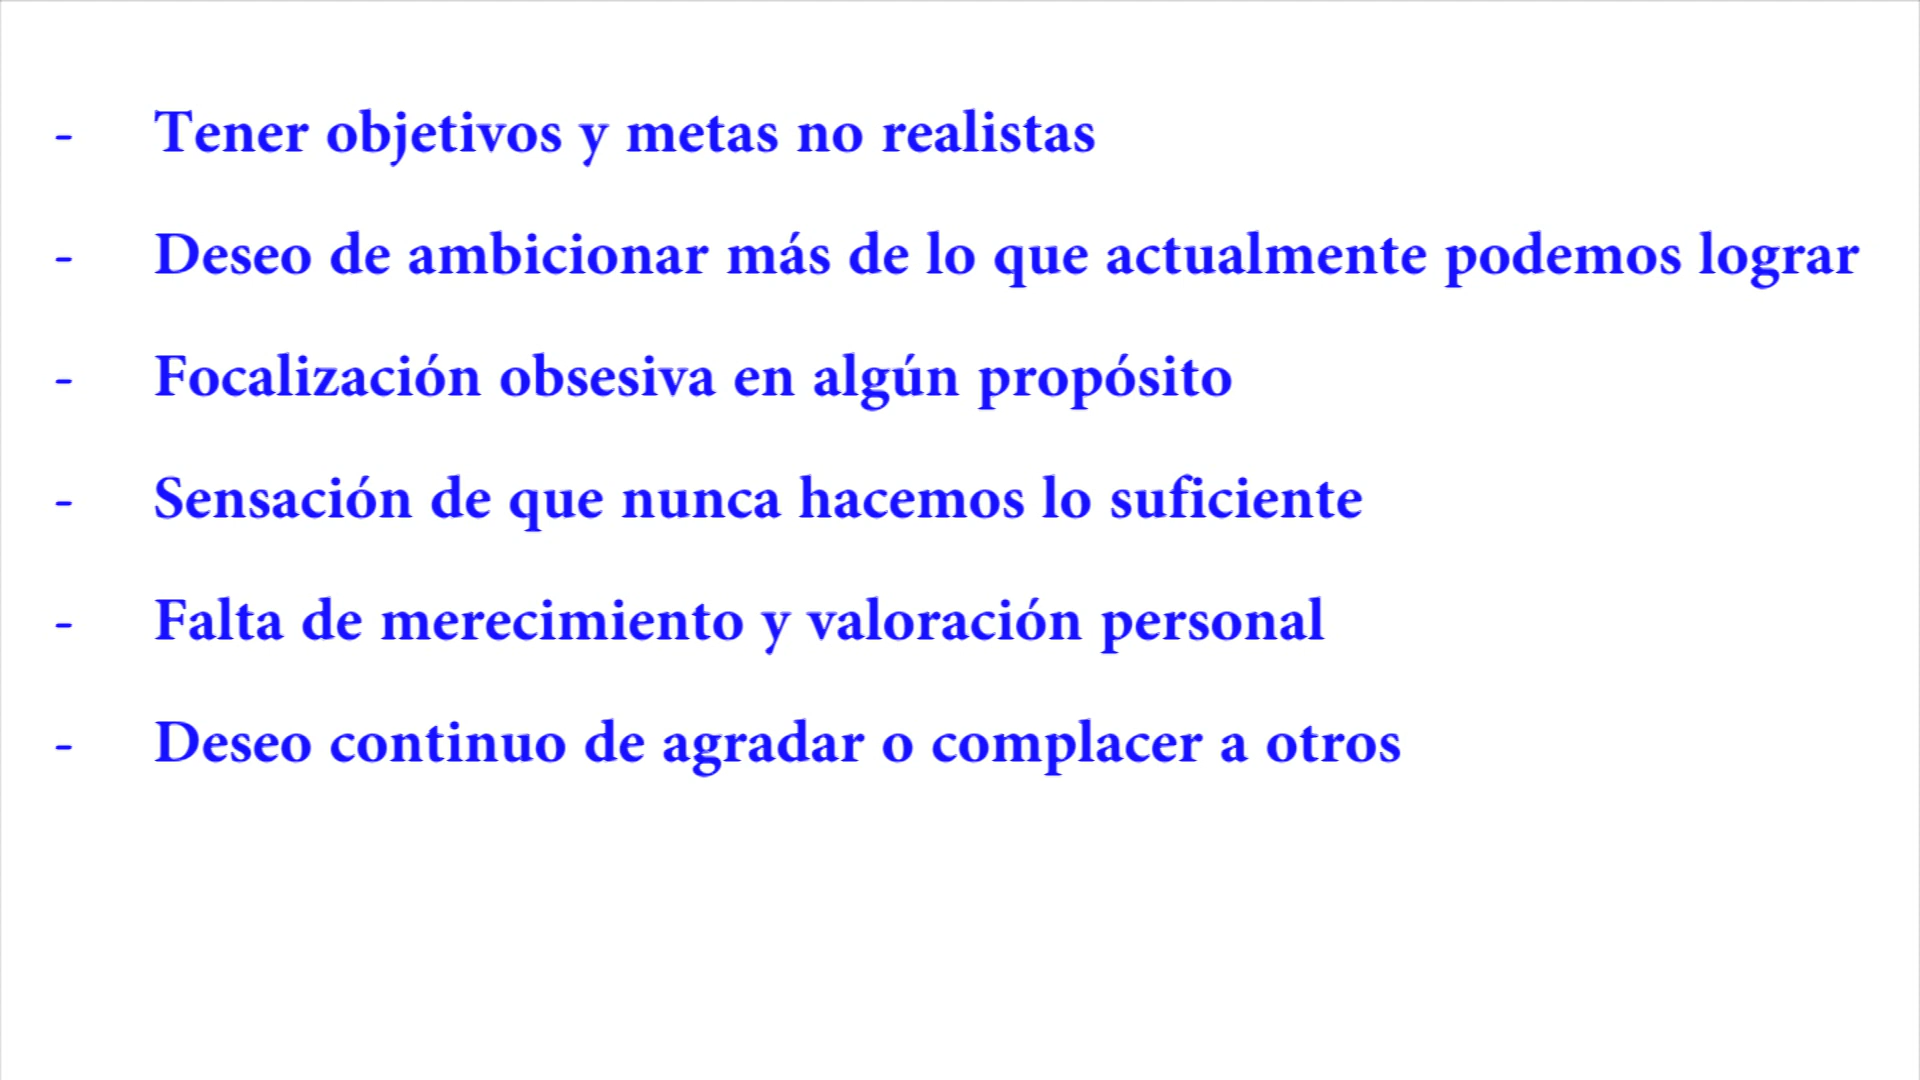 - Tener objetivos y metas no realistas
- Deseo de ambicionar más de lo que actualmente podemos lograr
- Focalización obsesiva en algún propósito
- Sensación de que nunca hacemos lo suficiente
- Falta de merecimiento y valoración personal
- Deseo continuo de agradar o complacer a otros